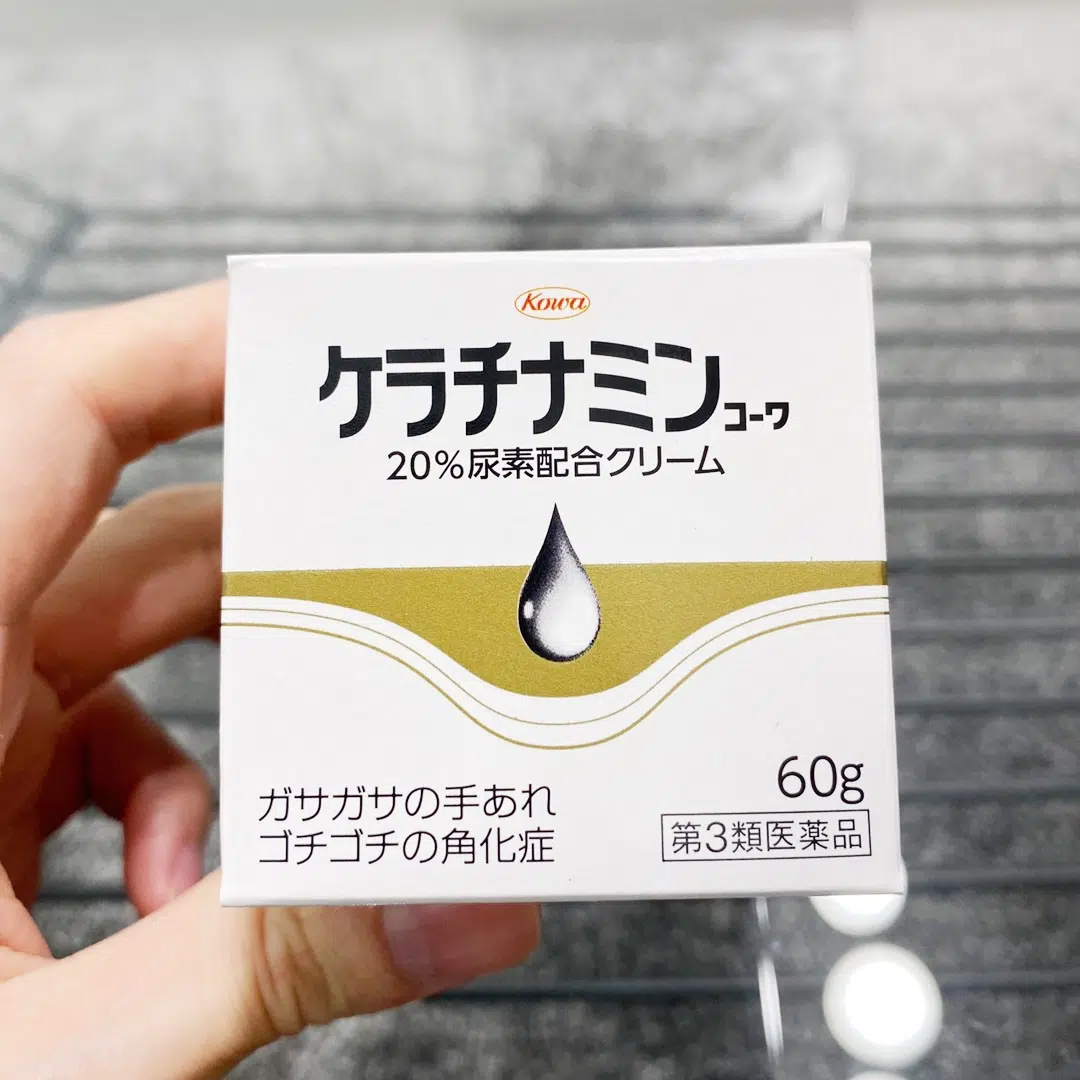 Kowa
ケラチナミンコーワ
20%尿素配合クリーム
60g
ガサガサの手あれ
ゴチゴチの角化症
第3類医薬品